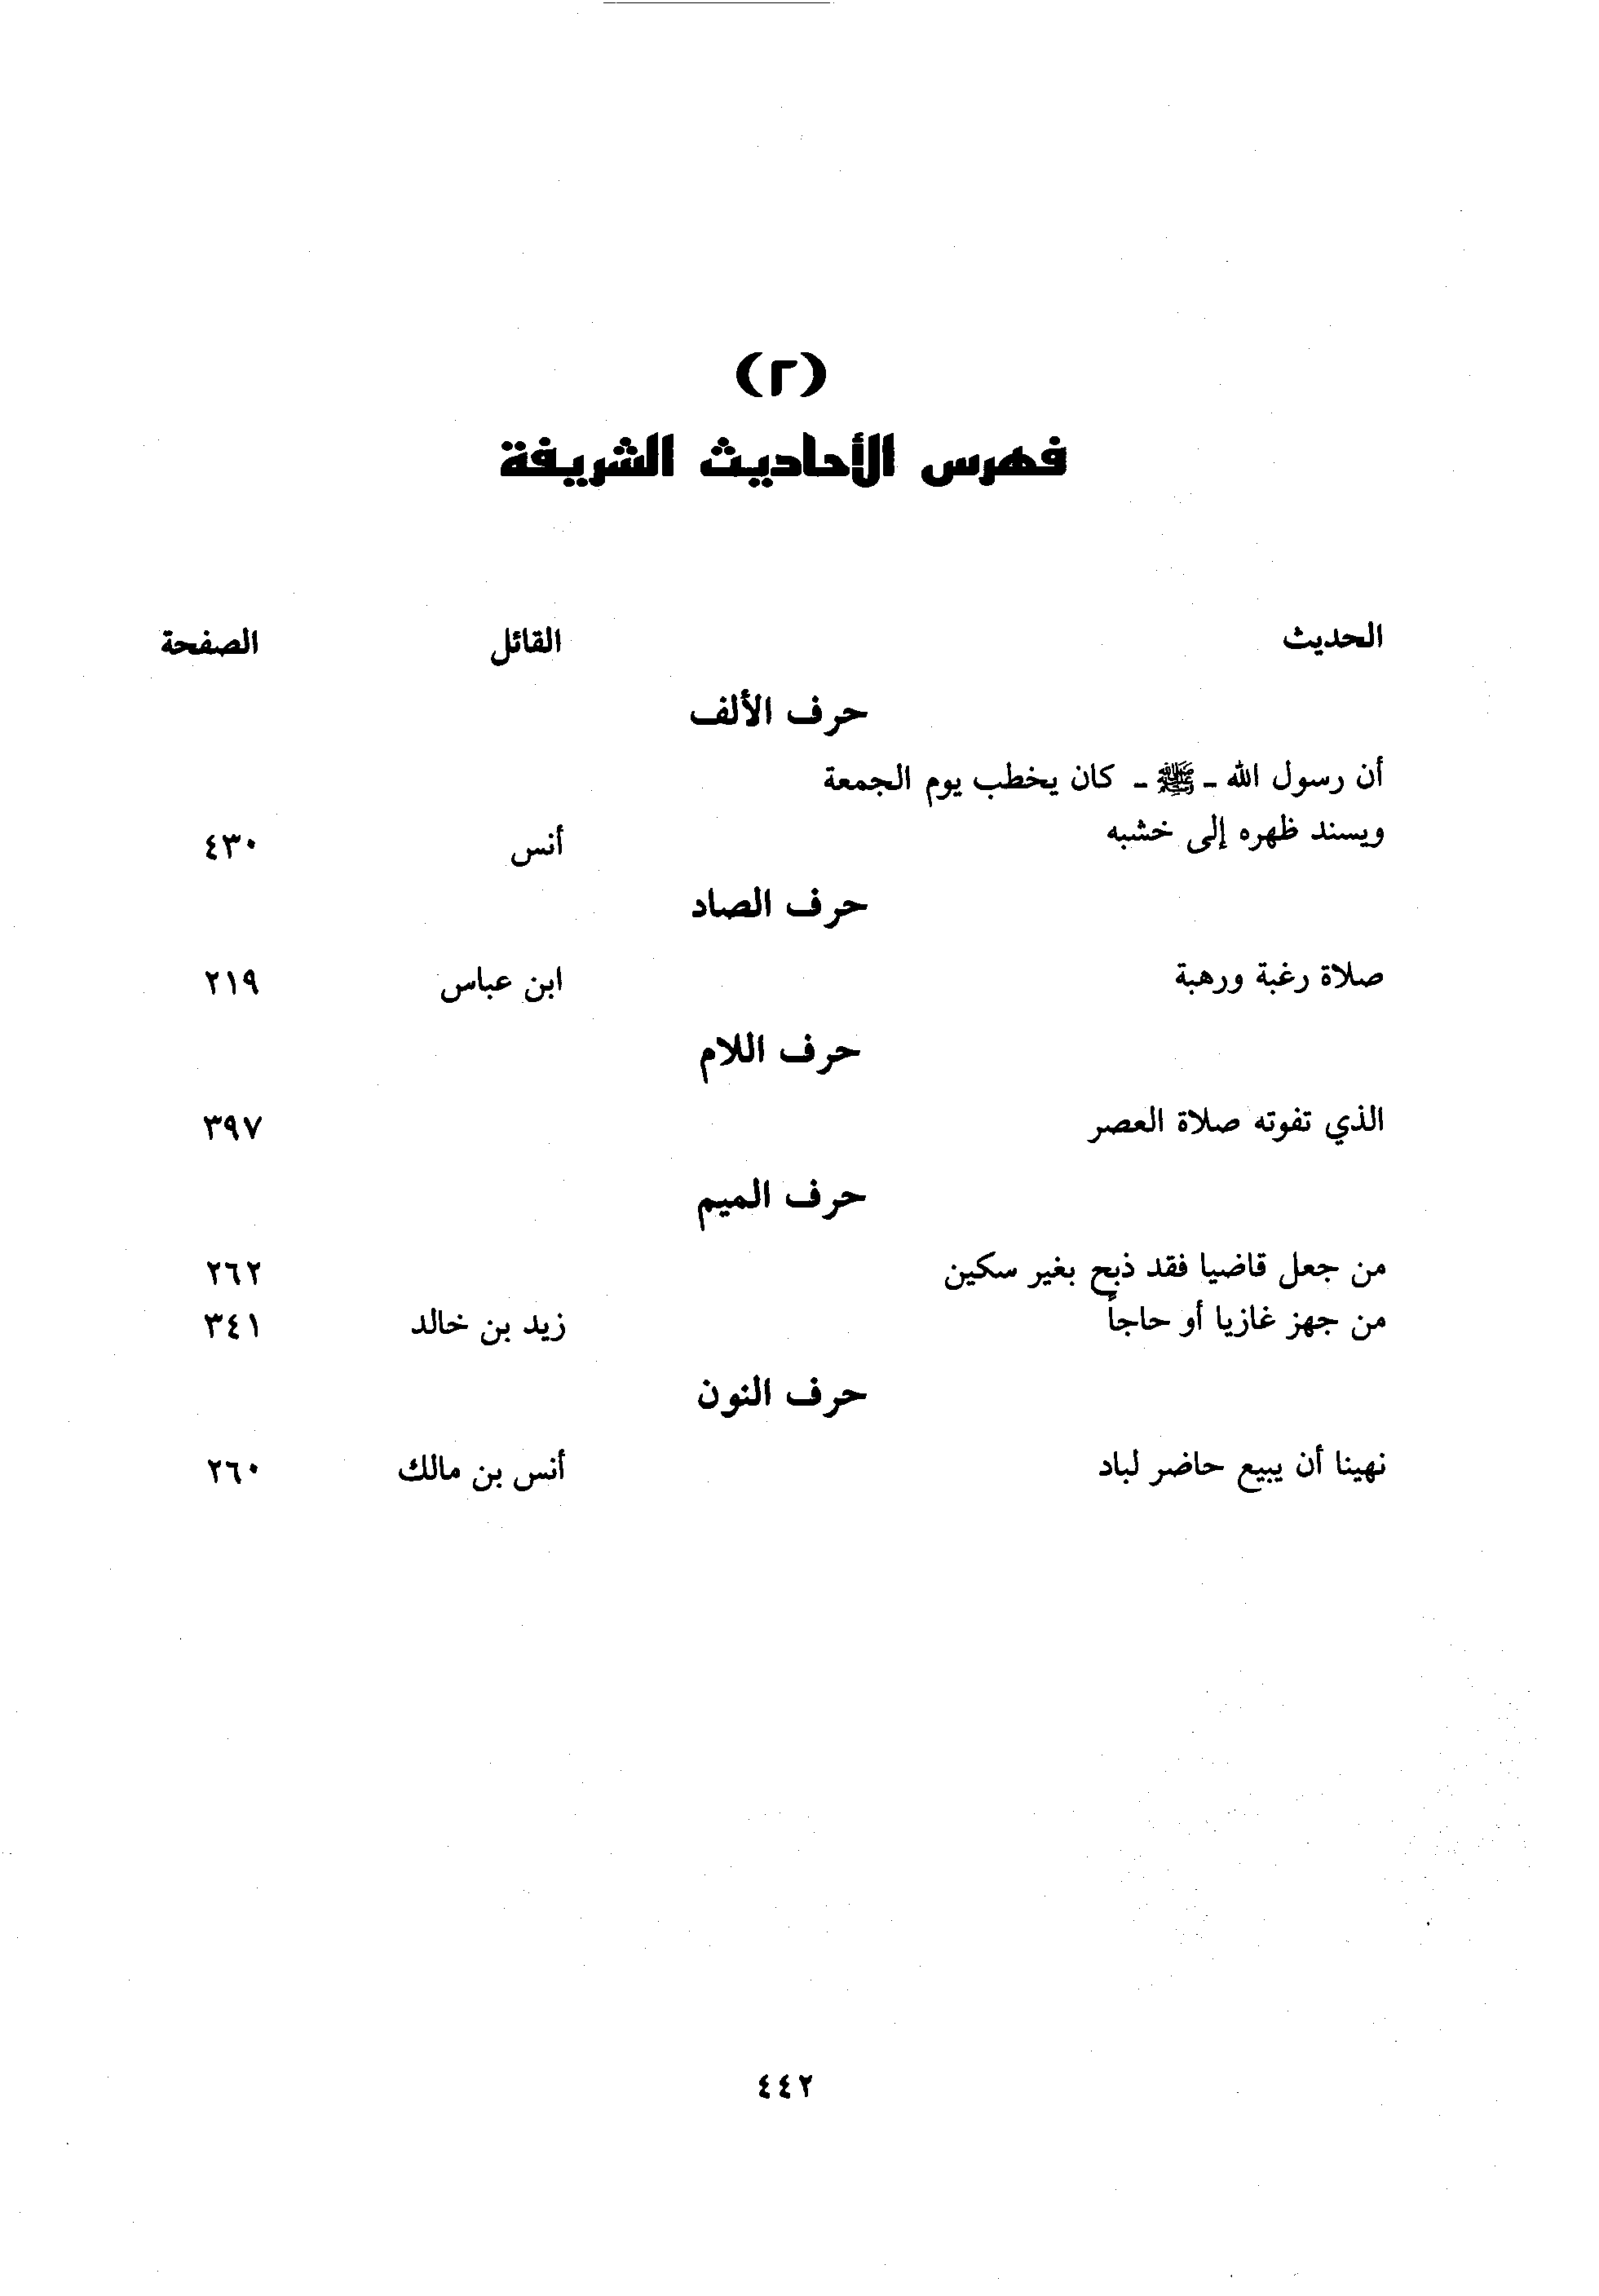 (٢)
فهرس الأحاديث الشريفة
الحديث القائل الصفحة
حرف الألف
أن رسول الله ـ ﷺ ـ كان يخطب يوم الجمعة
ويسند ظهره إلى خشبه أنس ٤٣٠
حرف الصاد
صلاة رغبة ورهبة ابن عباس ٢١٩
حرف اللام
الذي تفوته صلاة العصر ٣٩٧
حرف الميم
من جعل قاضيا فقد ذبح بغير سكين ٢٦٢
من جهز غازيا أو حاجاً زيد بن خالد ٣٤١
حرف النون
نهينا أن يبيع حاضر لباد أنس بن مالك ٢٦٠
٤٤٢